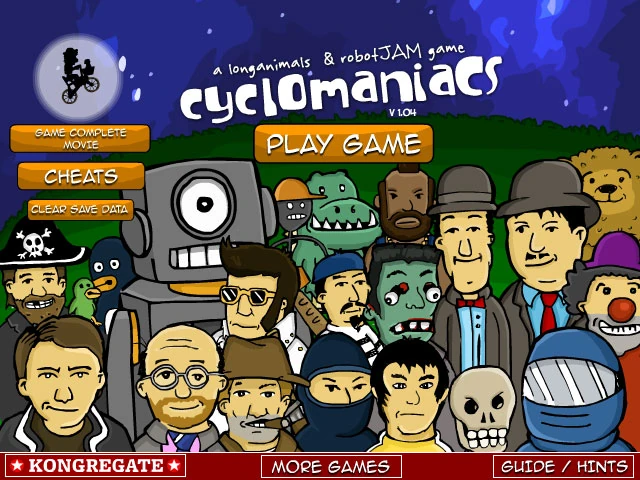 a longanimals & robotJAM game
cyclomaniacs
V 1.04
PLAY GAME
GAME COMPLETE
MOVIE
CHEATS
CLEAR SAVE DATA
★ KONGREGATE ★
MORE GAMES
GUIDE / HINTS